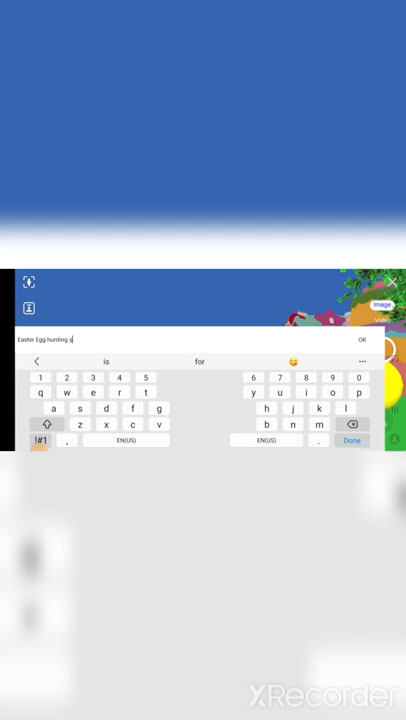 Image
Video
Easter Egg hunting s
OK
is for 😋 •••
1 2 3 4 5 6 7 8 9 0
q w e r t y u i o p
a s d f g h j k l
z x c v b n m
!#1 , EN(US) EN(US) . Done
XRecorder